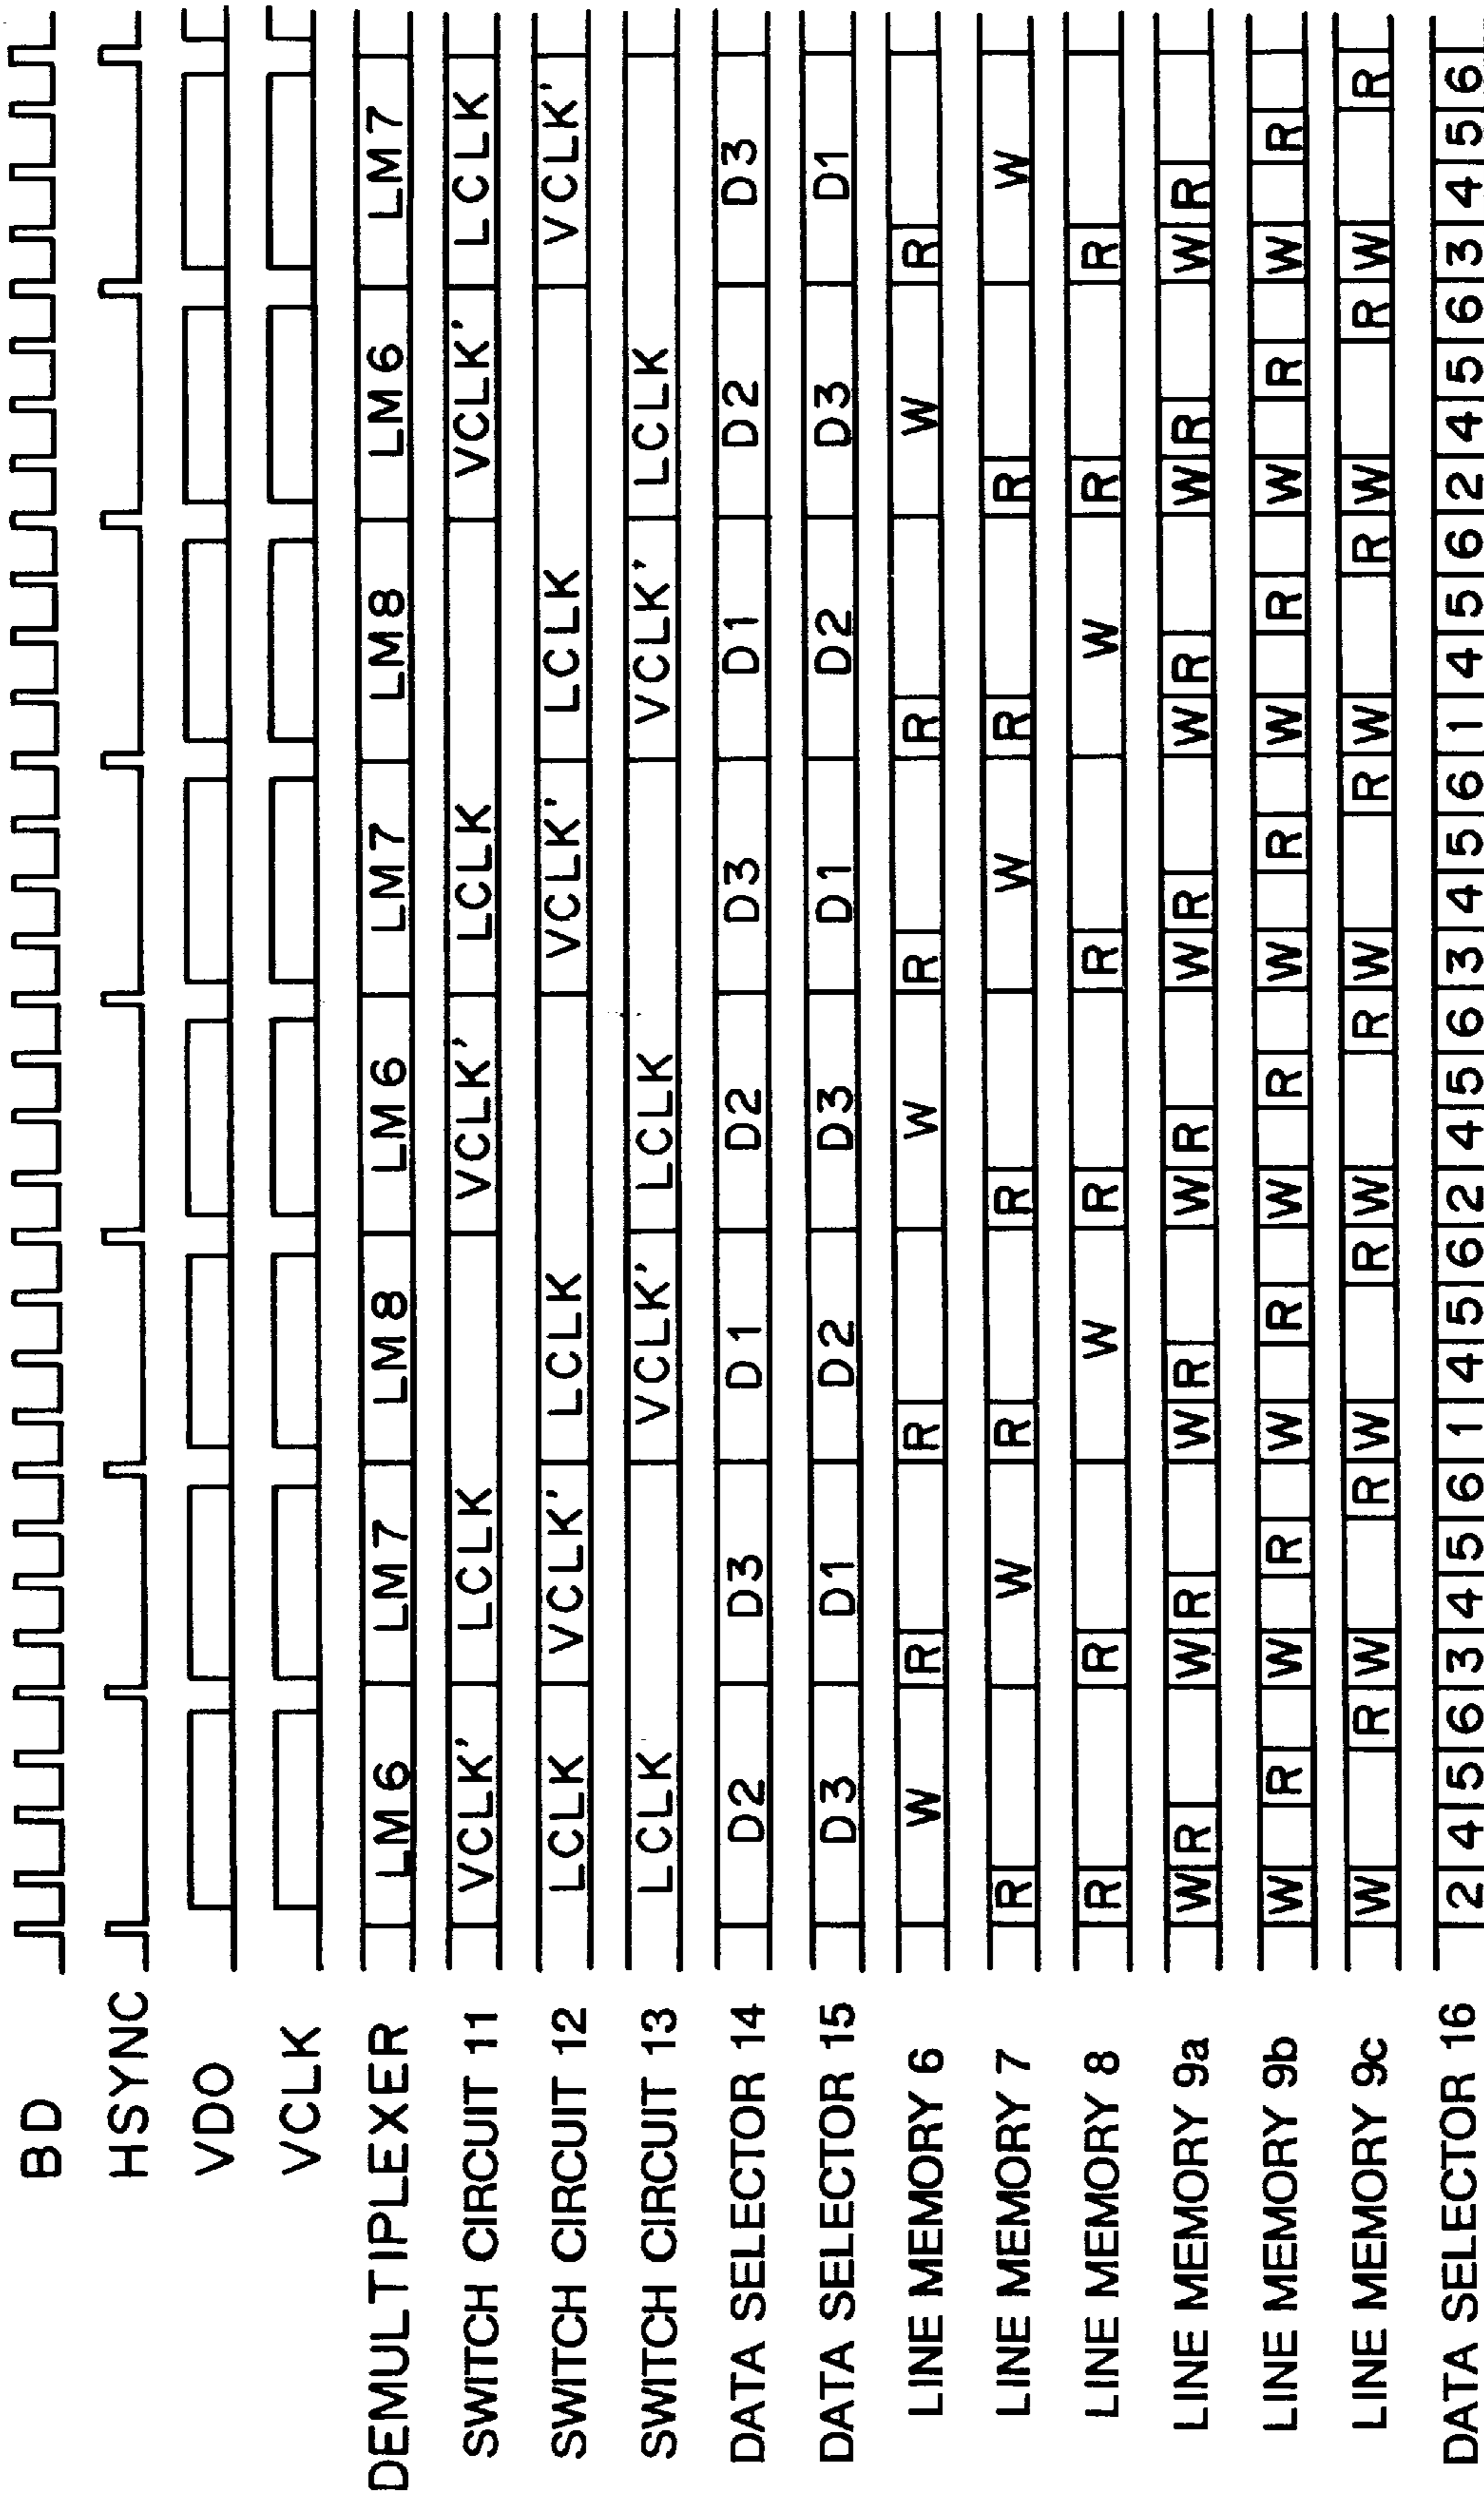 BD
HSYNC
VDO
VCLK
DEMULTIPLEXER LM6 LM7 LM8 LM6 LM7 LM8 LM6 LM7
SWITCH CIRCUIT 11 VCLK' LCLK VCLK' LCLK VCLK' LCLK
SWITCH CIRCUIT 12 LCLK VCLK' LCLK VCLK' LCLK VCLK'
SWITCH CIRCUIT 13 LCLK VCLK' LCLK VCLK' LCLK
DATA SELECTOR 14 D2 D3 D1 D2 D3 D1 D2 D3
DATA SELECTOR 15 D3 D1 D2 D3 D1 D2 D3 D1
LINE MEMORY 6 W R R W R R W R
LINE MEMORY 7 R W R R W R R W
LINE MEMORY 8 R R W R R W R R
LINE MEMORY 9a W R W R W R W R W R W R W R W R
LINE MEMORY 9b W R W R W R W R W R W R W R W R
LINE MEMORY 9c W R W R W R W R W R W R W R W R
DATA SELECTOR 16 2 4 5 6 3 4 5 6 1 4 5 6 2 4 5 6 3 4 5 6 1 4 5 6 2 4 5 6 3 4 5 6